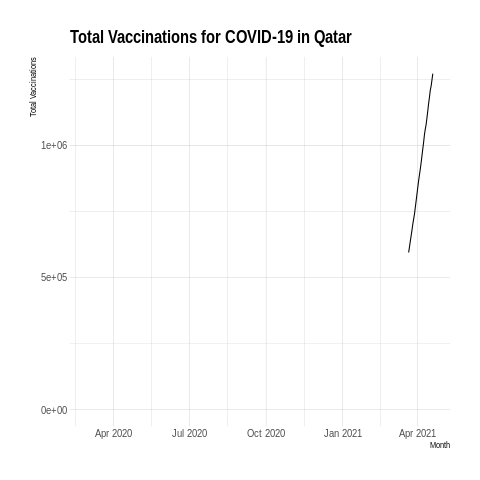 Total Vaccinations for COVID-19 in Qatar
Total Vaccinations
1e+06
5e+05
0e+00
Apr 2020 Jul 2020 Oct 2020 Jan 2021 Apr 2021
Month